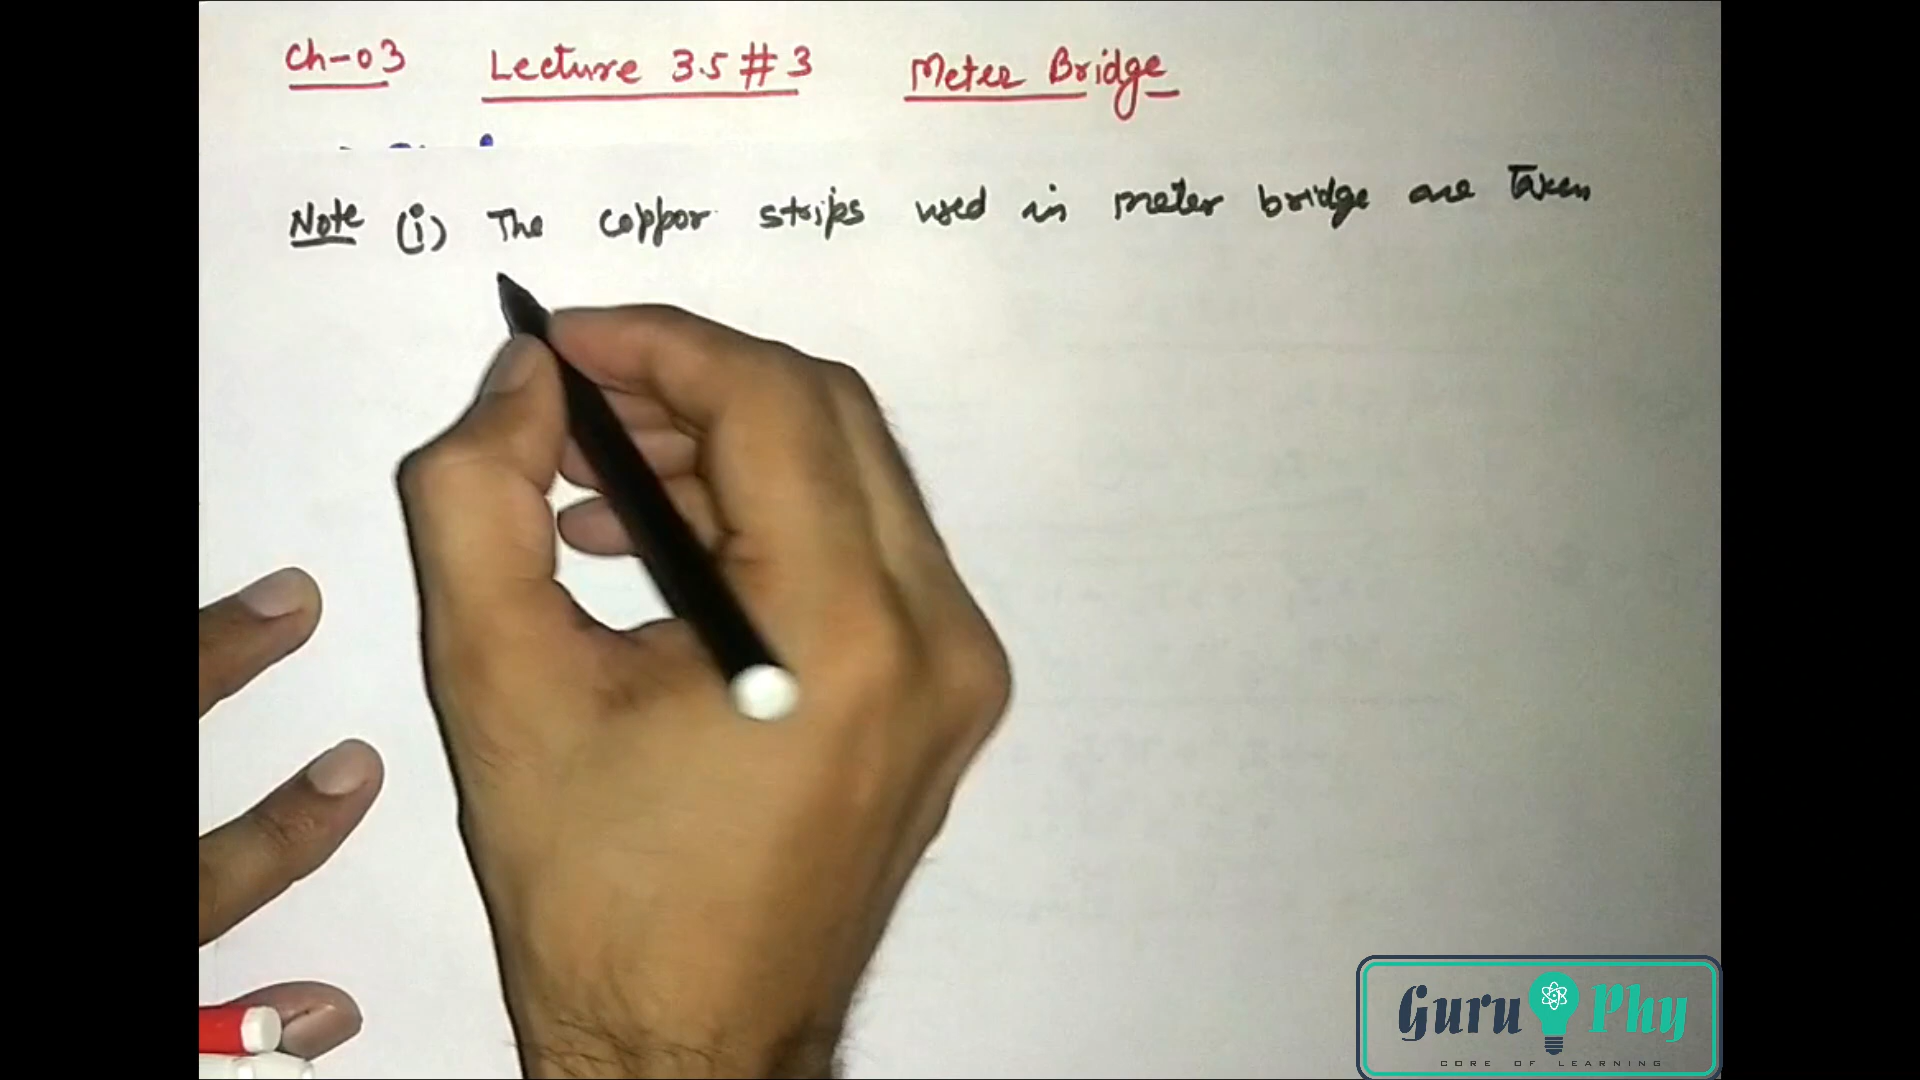 Ch-03 Lecture 3.5 # 3 Meter Bridge
Note (i) The coppor strips used in meter bridge are Taken
Guru Phy
CORE OF LEARNING